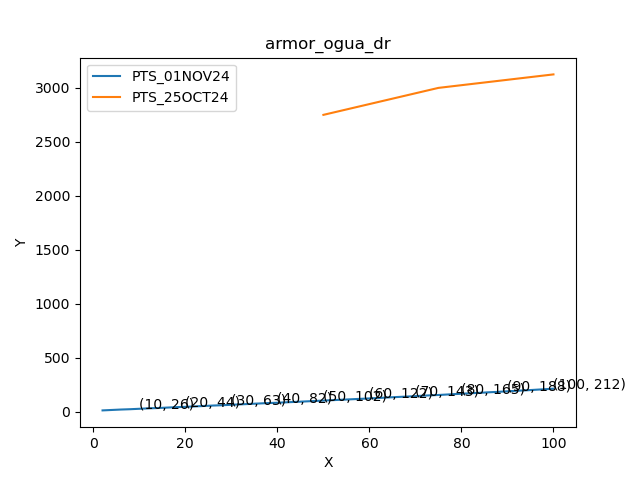 armor_ogua_dr
PTS_01NOV24
PTS_25OCT24
3000
2500
2000
1500
1000
500
0
Y
(10, 26)
(20, 44)
(30, 63)
(40, 82)
(50, 102)
(60, 122)
(70, 143)
(80, 165)
(90, 188)
(100, 212)
0 20 40 60 80 100
X